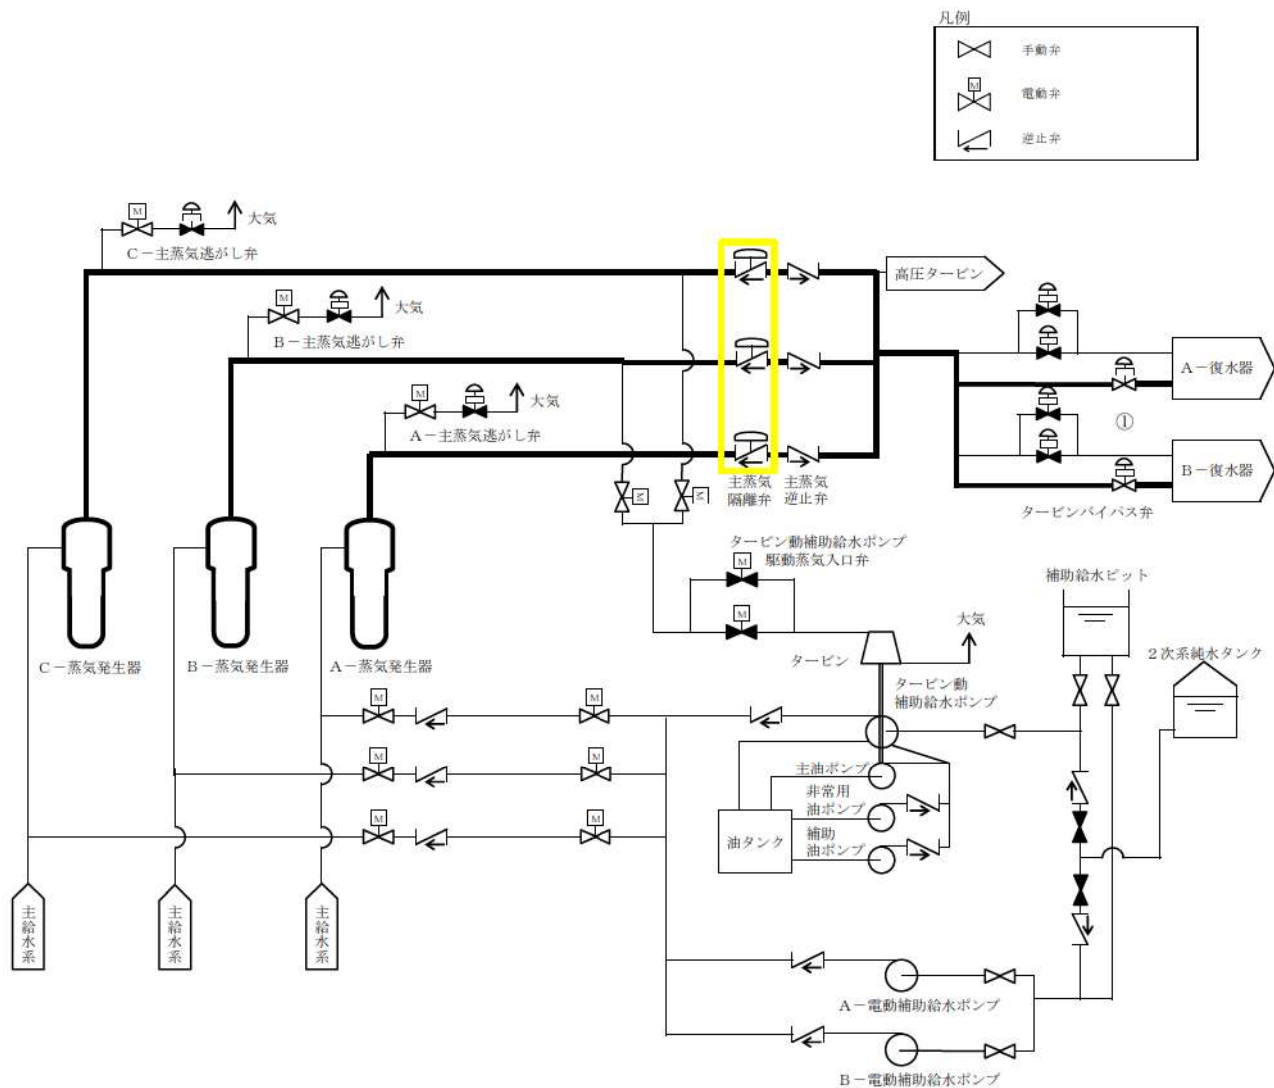 凡例
手動弁
M
電動弁
逆止弁
M
大気
C－主蒸気逃がし弁
高圧タービン
M
大気
B－主蒸気逃がし弁
A－復水器
M
大気
A－主蒸気逃がし弁
①
B－復水器
主蒸気
隔離弁
主蒸気
逆止弁
タービンバイパス弁
M
M
タービン動補助給水ポンプ
駆動蒸気入口弁
M
M
補助給水ピット
大気
2次系純水タンク
C－蒸気発生器
B－蒸気発生器
A－蒸気発生器
タービン
タービン動
補助給水ポンプ
M
M
M
M
M
M
主油ポンプ
非常用
油ポンプ
補助
油ポンプ
油タンク
主給水系
主給水系
主給水系
A－電動補助給水ポンプ
B－電動補助給水ポンプ